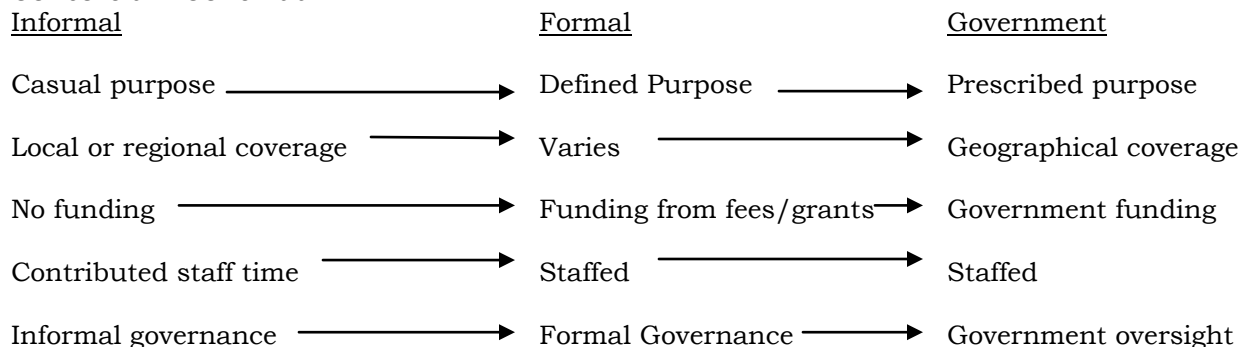 Informal Formal Government
Casual purpose Defined Purpose Prescribed purpose
Local or regional coverage Varies Geographical coverage
No funding Funding from fees/grants Government funding
Contributed staff time Staffed Staffed
Informal governance Formal Governance Government oversight